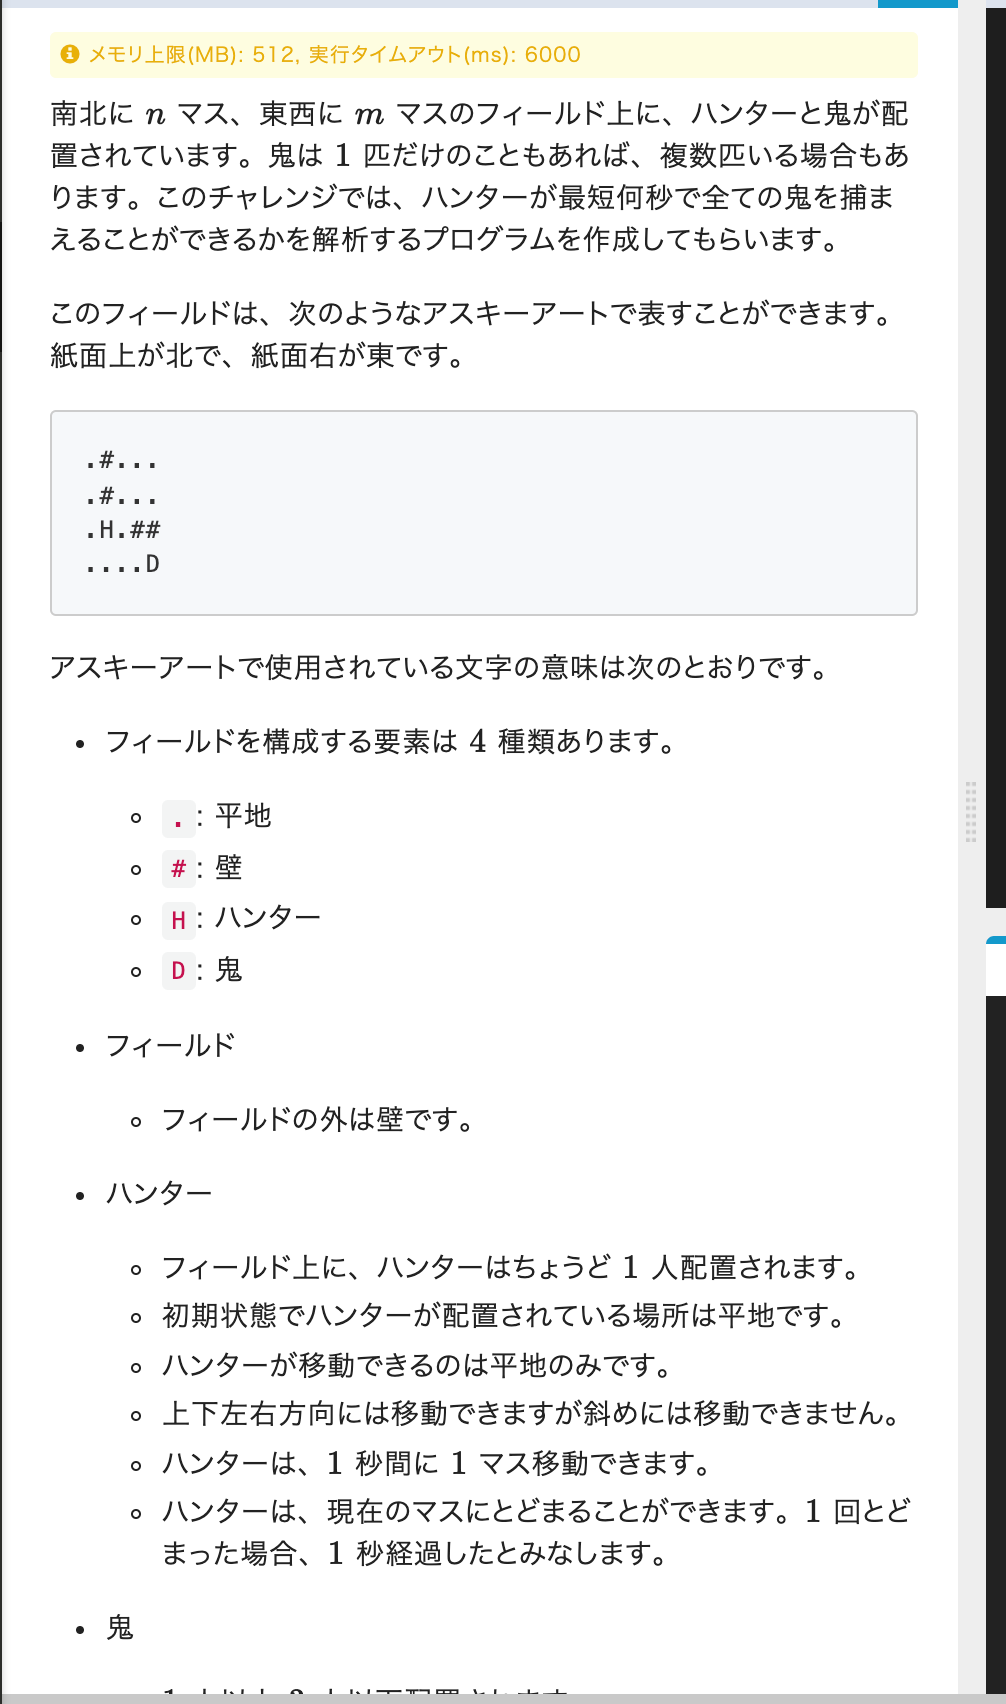 メモリ上限(MB): 512, 実行タイムアウト(ms): 6000
南北に n マス、東西に m マスのフィールド上に、ハンターと鬼が配
置されています。鬼は 1 匹だけのこともあれば、複数匹いる場合もあ
ります。このチャレンジでは、ハンターが最短何秒で全ての鬼を捕ま
えることができるかを解析するプログラムを作成してもらいます。
このフィールドは、次のようなアスキーアートで表すことができます。
紙面上が北で、紙面右が東です。
.#...
.#...
.H.##
....D
アスキーアートで使用されている文字の意味は次のとおりです。
• フィールドを構成する要素は 4 種類あります。
◦ . : 平地
◦ # : 壁
◦ H : ハンター
◦ D : 鬼
• フィールド
◦ フィールドの外は壁です。
• ハンター
◦ フィールド上に、ハンターはちょうど 1 人配置されます。
◦ 初期状態でハンターが配置されている場所は平地です。
◦ ハンターが移動できるのは平地のみです。
◦ 上下左右方向には移動できますが斜めには移動できません。
◦ ハンターは、1 秒間に 1 マス移動できます。
◦ ハンターは、現在のマスにとどまることができます。1 回とど
まった場合、1 秒経過したとみなします。
• 鬼